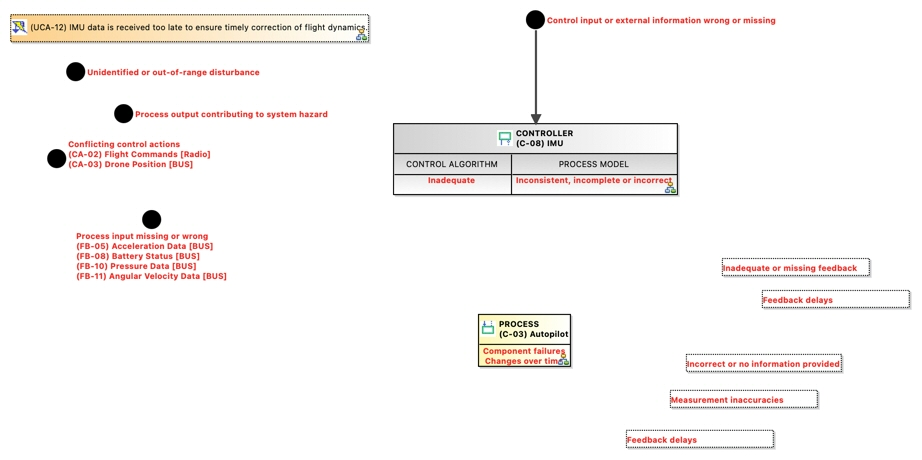 (UCA-12) IMU data is received too late to ensure timely correction of flight dynamics.
Control input or external information wrong or missing
Unidentified or out-of-range disturbance
Process output contributing to system hazard
Conflicting control actions
(CA-02) Flight Commands [Radio]
(CA-03) Drone Position [BUS]
CONTROLLER
(C-08) IMU
CONTROL ALGORITHM
PROCESS MODEL
Inadequate
Inconsistent, incomplete or incorrect
Process input missing or wrong
(FB-05) Acceleration Data [BUS]
(FB-08) Battery Status [BUS]
(FB-10) Pressure Data [BUS]
(FB-11) Angular Velocity Data [BUS]
Inadequate or missing feedback
Feedback delays
PROCESS
(C-03) Autopilot
Component failures
Changes over time
Incorrect or no information provided
Measurement inaccuracies
Feedback delays